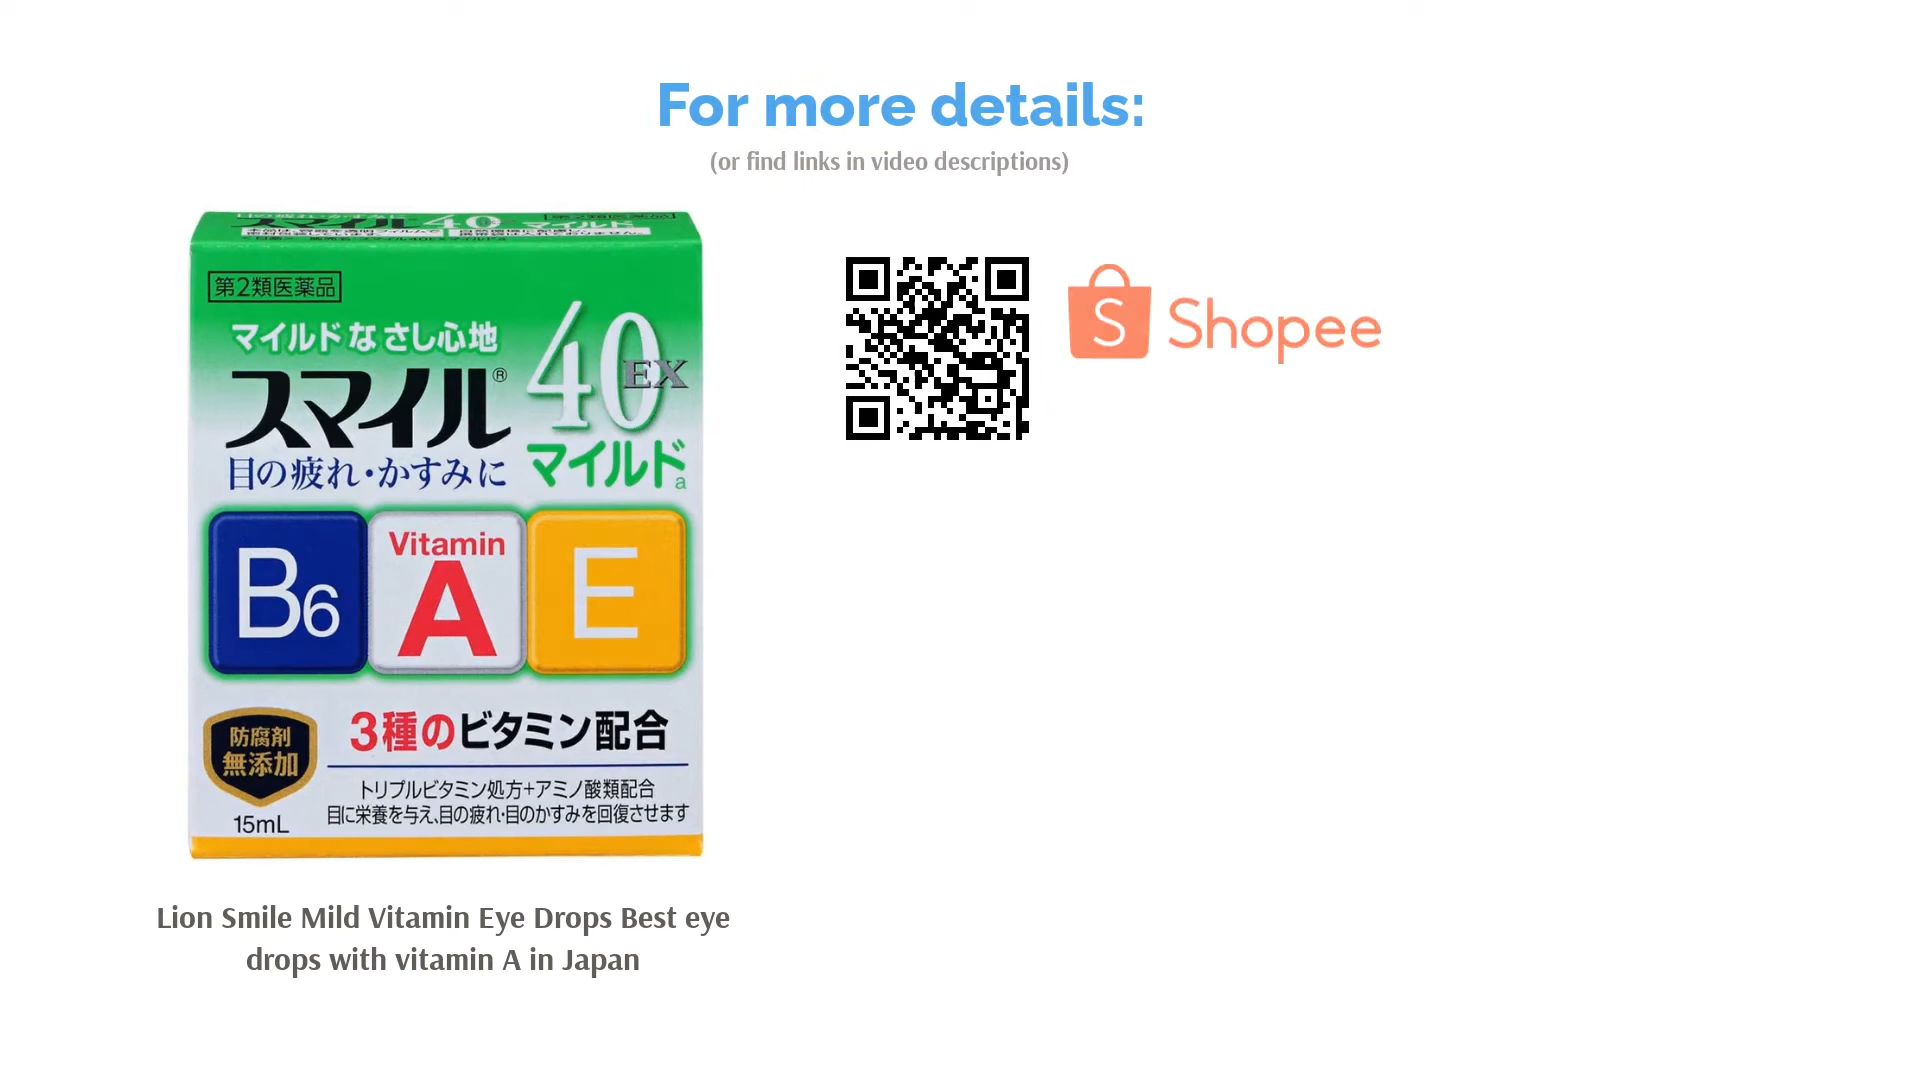 For more details:
(or find links in video descriptions)
第2類医薬品
マイルドなさし心地
スマイル®
40
EX
マイルドa
目の疲れ・かすみに
B6
Vitamin
A
E
防腐剤
無添加
3種のビタミン配合
トリプルビタミン処方+アミノ酸類配合
目に栄養を与え、目の疲れ・目のかすみを回復させます
15mL
S
Shopee
Lion Smile Mild Vitamin Eye Drops Best eye
drops with vitamin A in Japan